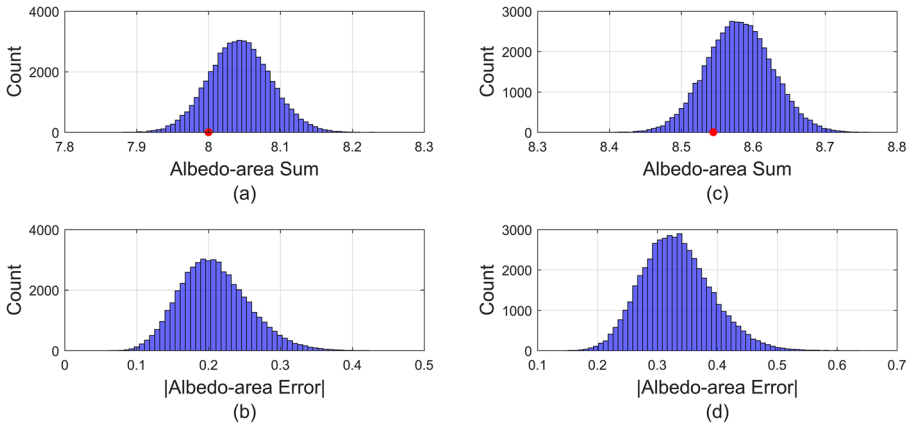 4000
2000
0
Count
7.8 7.9 8 8.1 8.2 8.3
Albedo-area Sum
(a)
3000
2000
1000
0
Count
8.3 8.4 8.5 8.6 8.7 8.8
Albedo-area Sum
(c)
4000
2000
0
Count
0 0.1 0.2 0.3 0.4 0.5
|Albedo-area Error|
(b)
3000
2000
1000
0
Count
0.1 0.2 0.3 0.4 0.5 0.6 0.7
|Albedo-area Error|
(d)